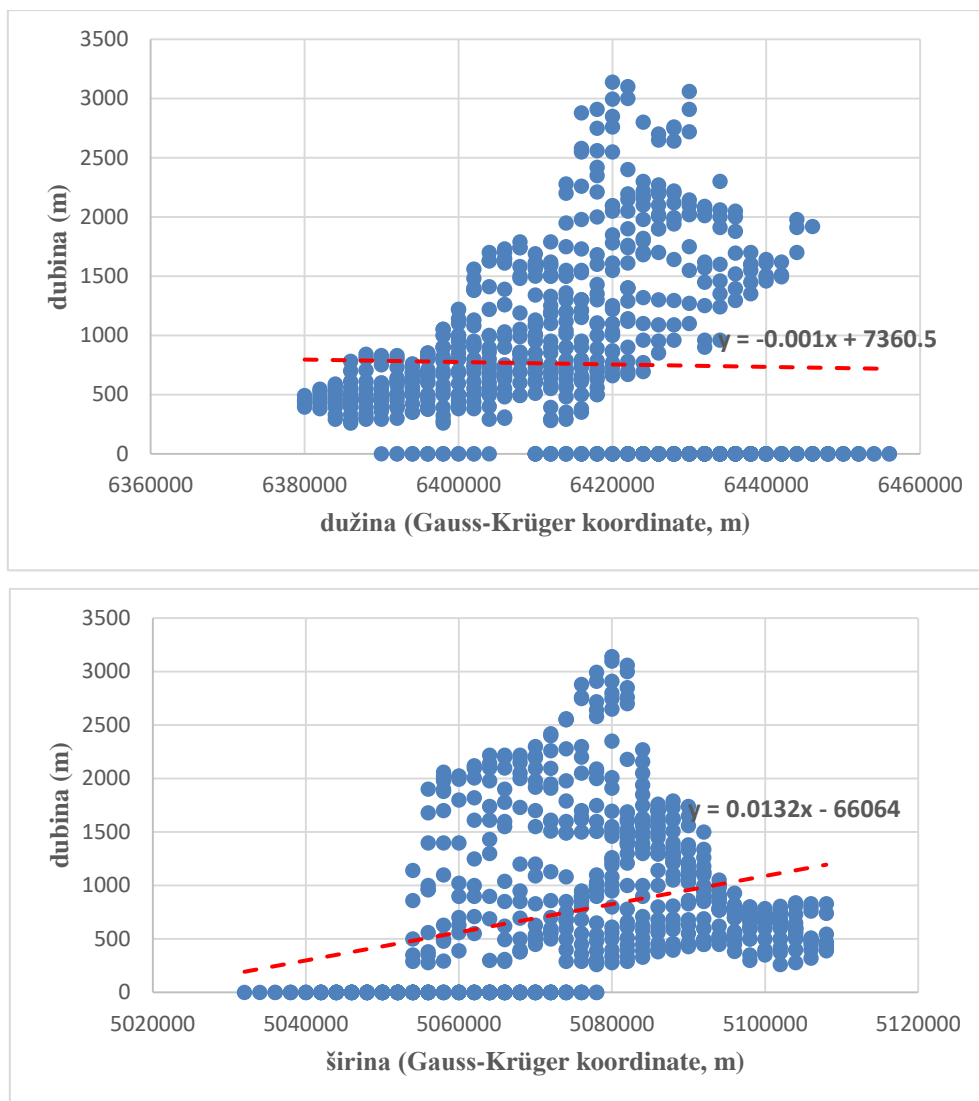 3500
3000
2500
2000
1500
1000
500
0
dubina (m)
y = -0.001x + 7360.5
6360000 6380000 6400000 6420000 6440000 6460000
dužina (Gauss-Krüger koordinate, m)
3500
3000
2500
2000
1500
1000
500
0
dubina (m)
y = 0.0132x - 66064
5020000 5040000 5060000 5080000 5100000 5120000
širina (Gauss-Krüger koordinate, m)